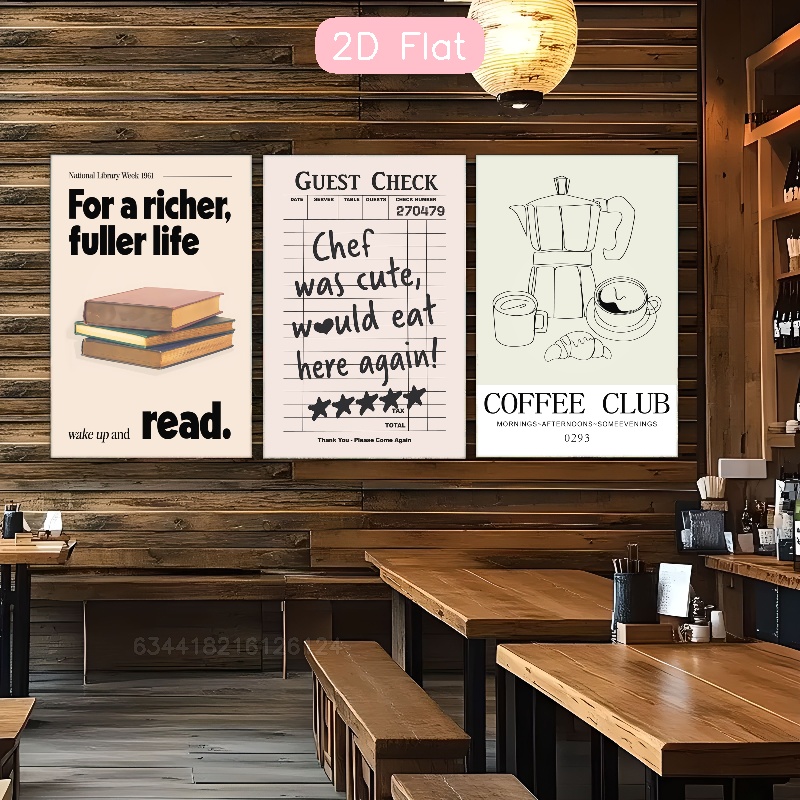 2D Flat
National Library Week 1961
For a richer,
fuller life
wake up and read.
GUEST CHECK
DATE SERVER TABLE GUESTS CHECK NUMBER
270479
Chef
was cute,
would eat
here again!
TAX
TOTAL
Thank You - Please Come Again
COFFEE CLUB
MORNINGS-AFTERNOONS-SOMEEVENINGS
0293
634418216126124